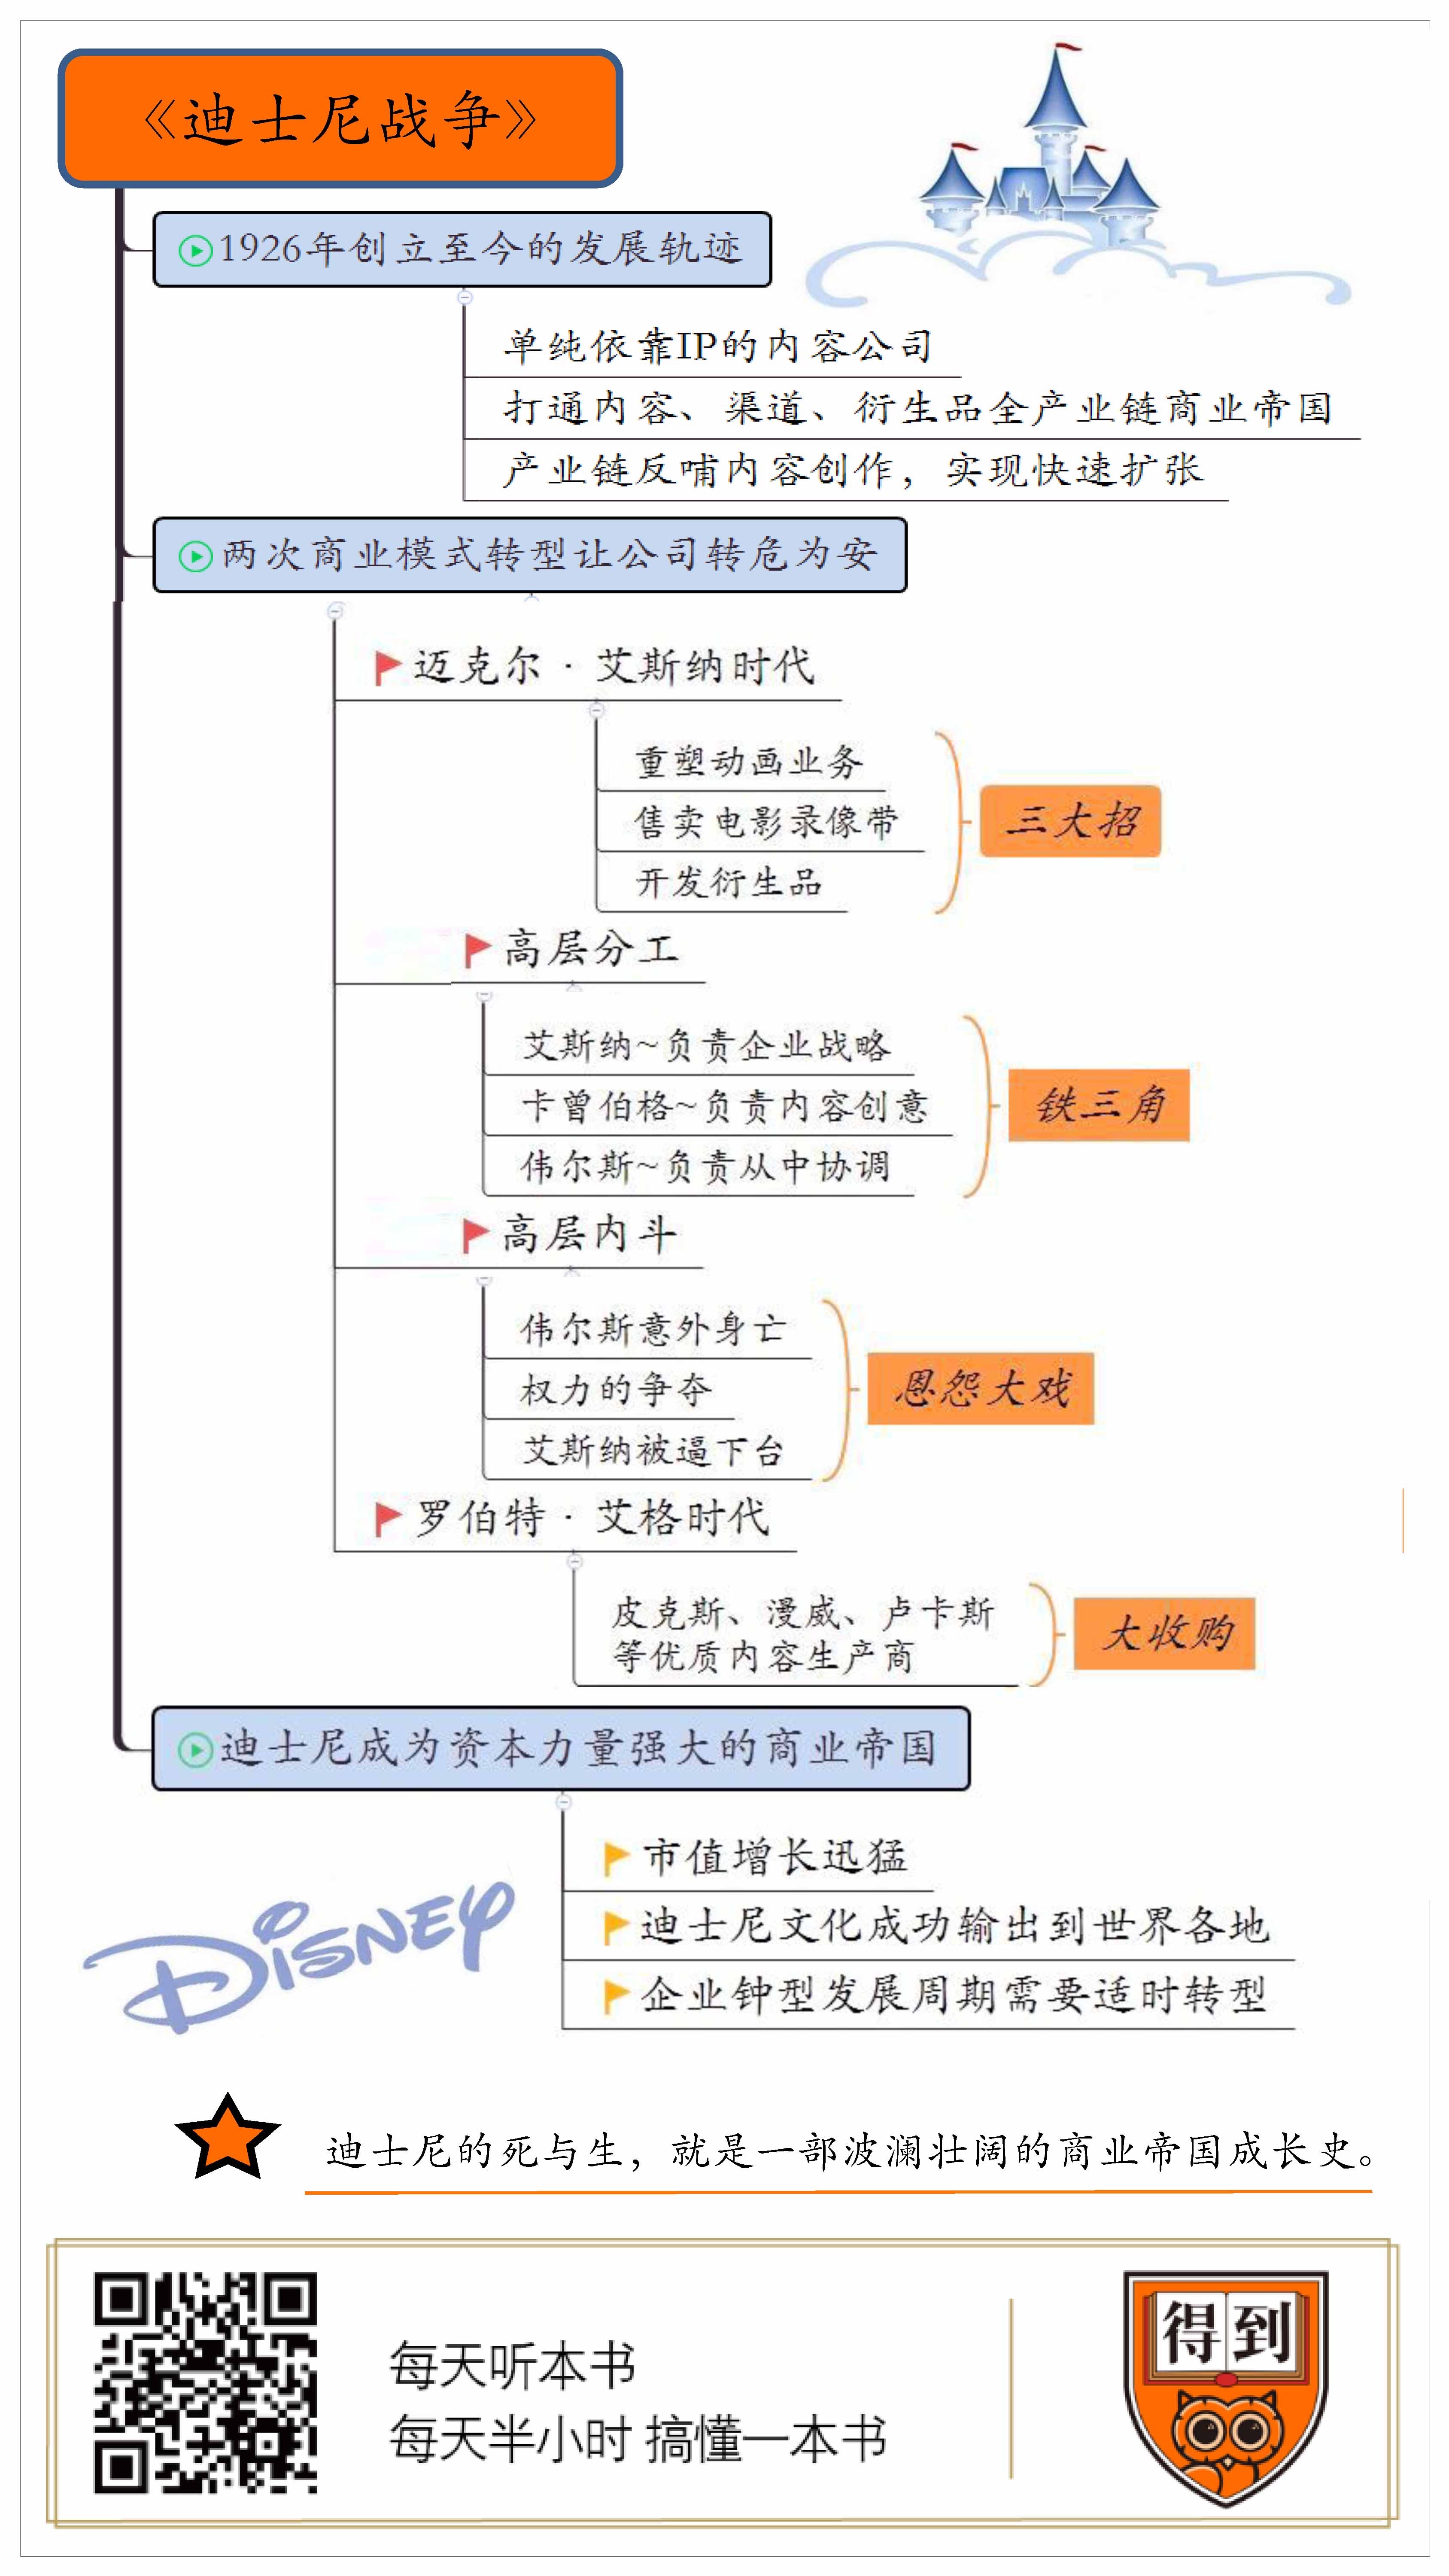 《迪士尼战争》
1926年创立至今的发展轨迹
单纯依靠IP的内容公司
打通内容、渠道、衍生品全产业链商业帝国
产业链反哺内容创作，实现快速扩张
两次商业模式转型让公司转危为安
迈克尔·艾斯纳时代
重塑动画业务
售卖电影录像带
开发衍生品
三大招
高层分工
艾斯纳~负责企业战略
卡曾伯格~负责内容创意
伟尔斯~负责从中协调
铁三角
高层内斗
伟尔斯意外身亡
权力的争夺
艾斯纳被逼下台
恩怨大戏
罗伯特·艾格时代
皮克斯、漫威、卢卡斯
等优质内容生产商
大收购
迪士尼成为资本力量强大的商业帝国
市值增长迅猛
迪士尼文化成功输出到世界各地
企业钟型发展周期需要适时转型
DISNEY
迪士尼的死与生，就是一部波澜壮阔的商业帝国成长史。
每天听本书
每天半小时 搞懂一本书
得到